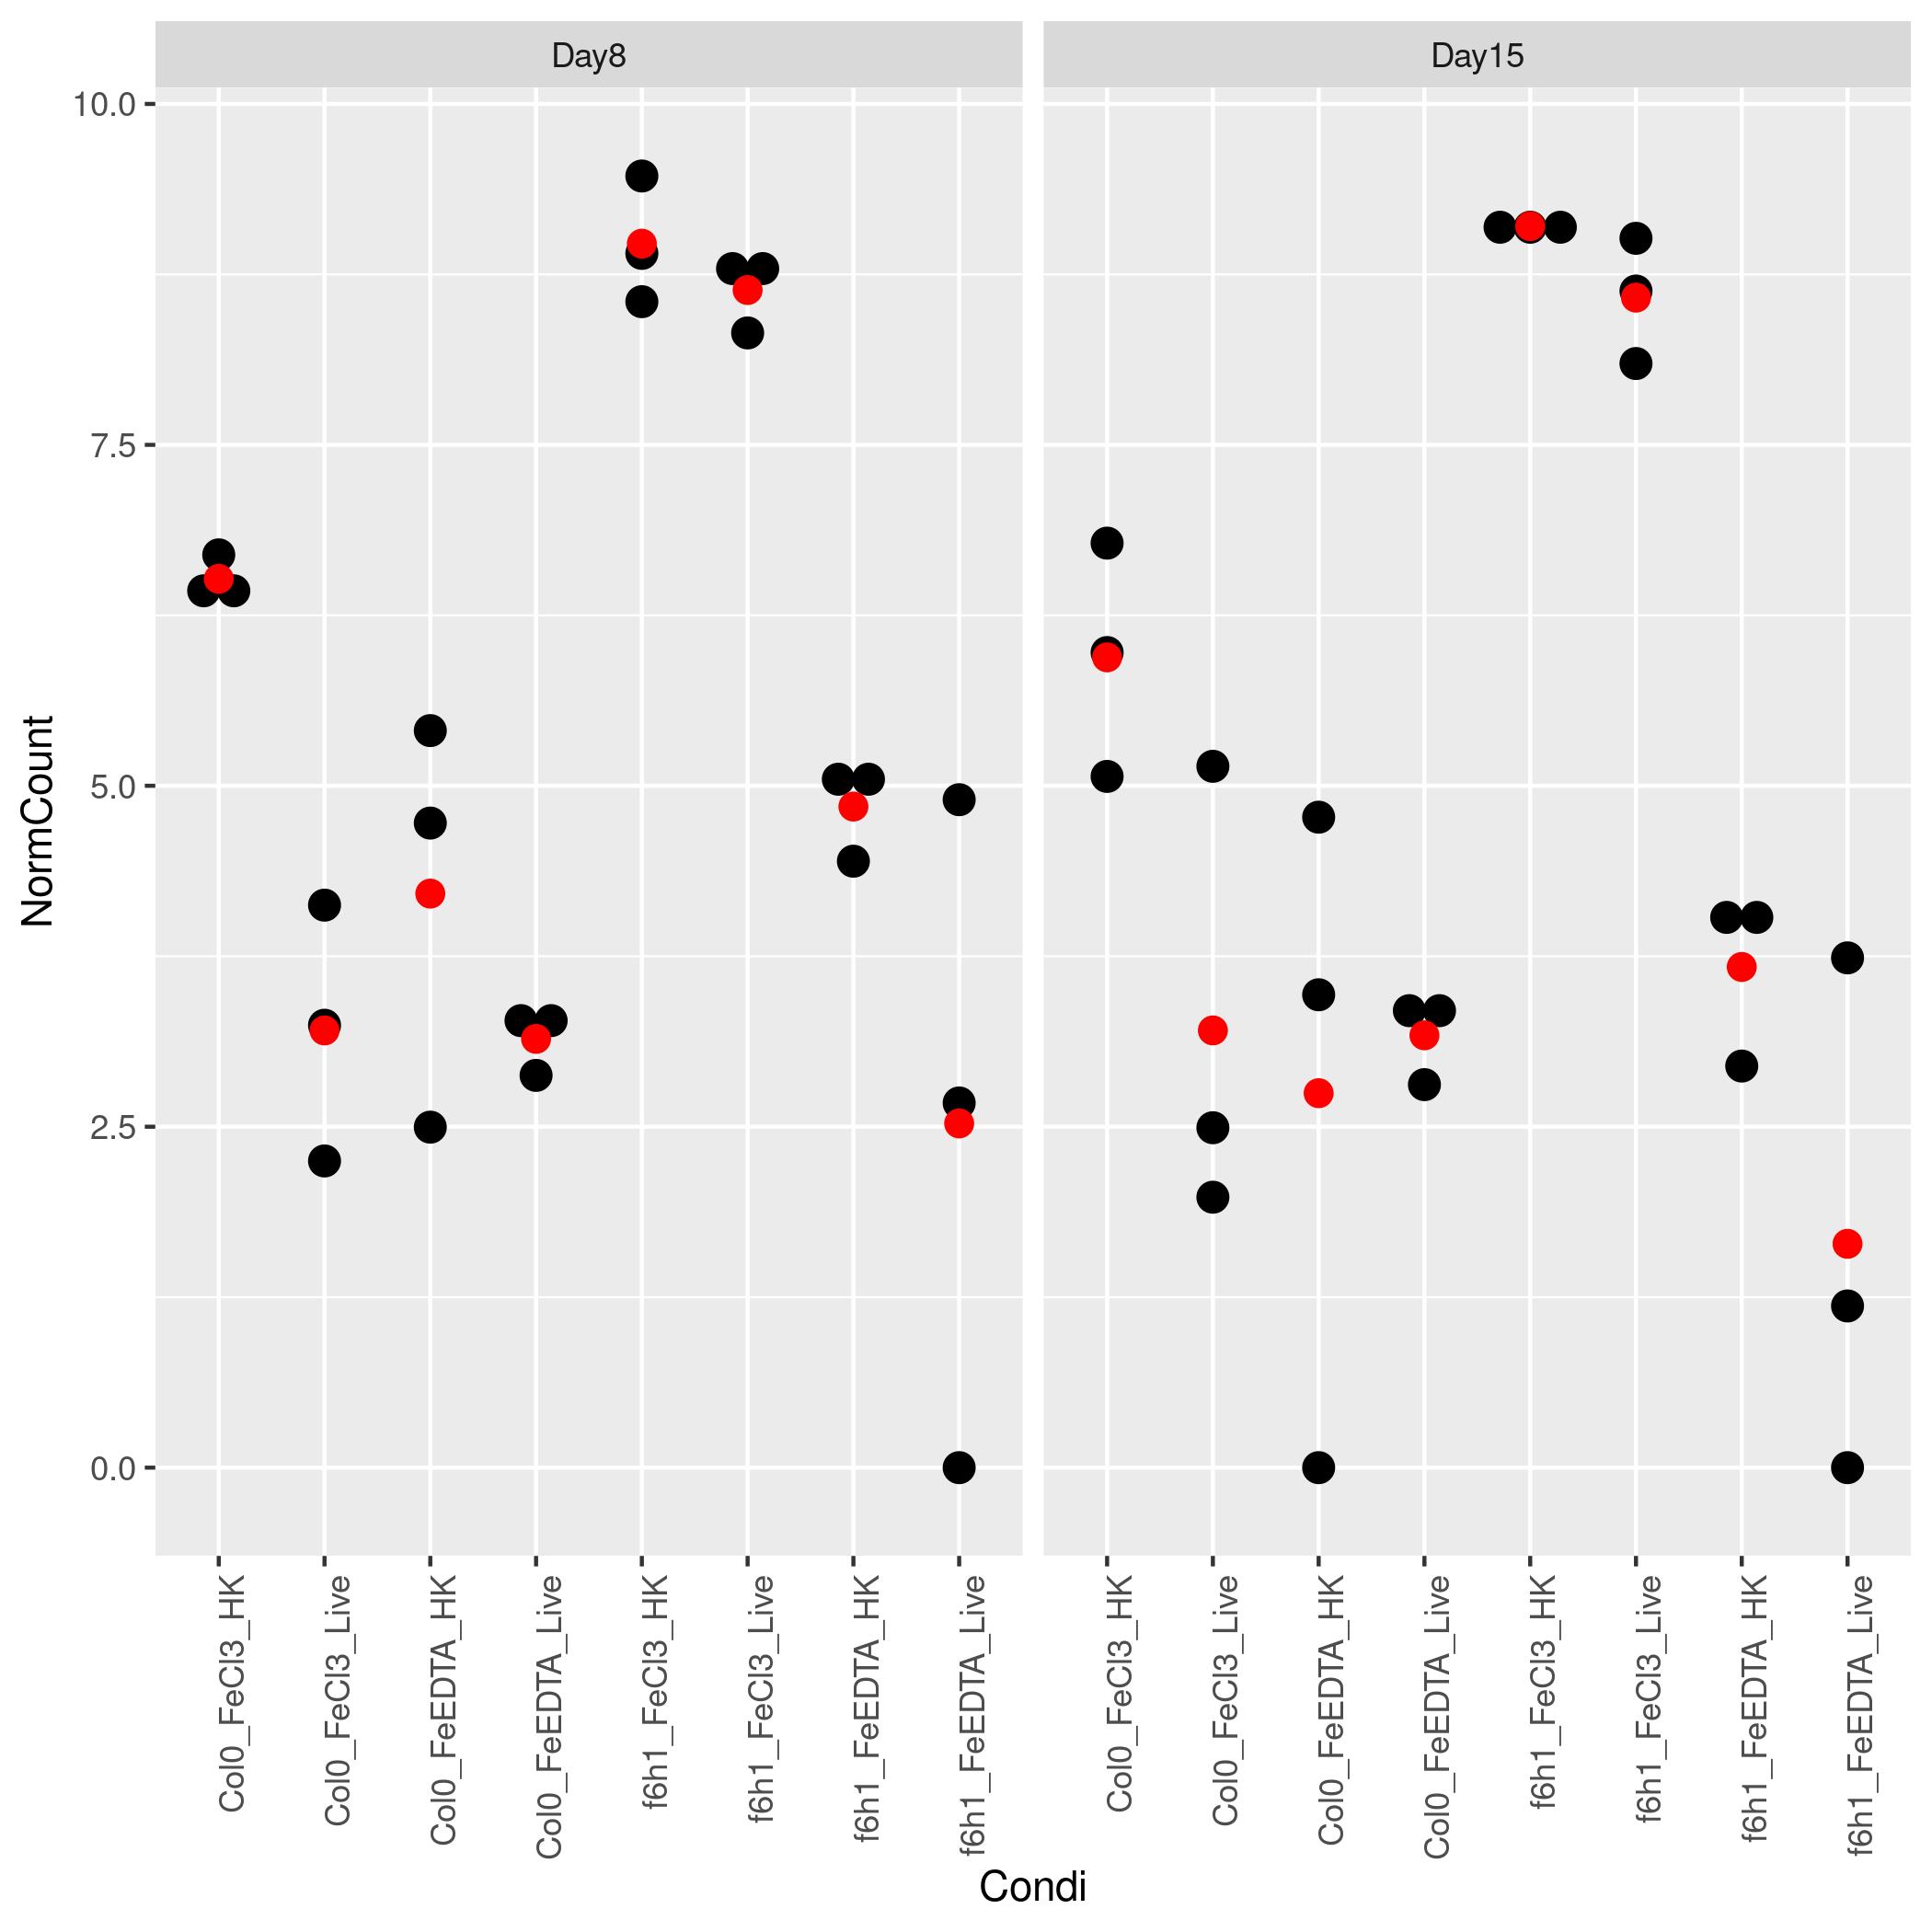 Day8
Day15
10.0
7.5
5.0
2.5
0.0
NormCount
Col0_FeCl3_HK
Col0_FeCl3_Live
Col0_FeEDTA_HK
Col0_FeEDTA_Live
f6h1_FeCl3_HK
f6h1_FeCl3_Live
f6h1_FeEDTA_HK
f6h1_FeEDTA_Live
Col0_FeCl3_HK
Col0_FeCl3_Live
Col0_FeEDTA_HK
Col0_FeEDTA_Live
f6h1_FeCl3_HK
f6h1_FeCl3_Live
f6h1_FeEDTA_HK
f6h1_FeEDTA_Live
Condi